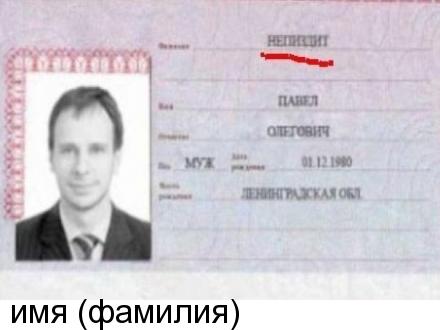 Фамилия НЕПИЗДИТ
Имя ПАВЕЛ
Отчество ОЛЕГОВИЧ
Пол МУЖ. Дата рождения 01.12.1980
Место рождения ЛЕНИНГРАДСКАЯ ОБЛ.
имя (фамилия)